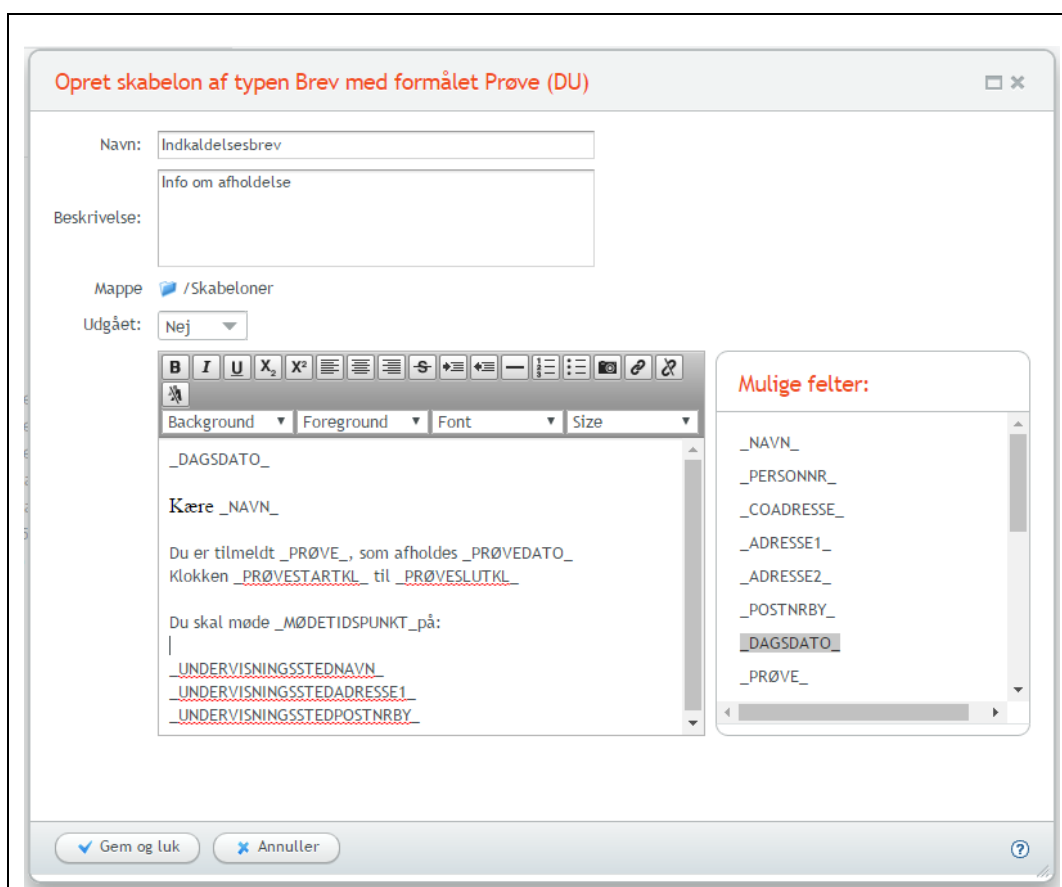 Opret skabelon af typen Brev med formålet Prøve (DU)
Navn: Indkaldelsesbrev
Beskrivelse: Info om afholdelse
Mappe /Skabeloner
Udgået: Nej
B I U X₂ X²
Background Foreground Font Size
_DAGSDATO_
Kære _NAVN_
Du er tilmeldt _PRØVE_, som afholdes _PRØVEDATO_
Klokken _PRØVESTARTKL_ til _PRØVESLUTKL_
Du skal møde _MØDETIDSPUNKT_på:
_UNDERVISNINGSSTEDNAVN_
_UNDERVISNINGSSTEDADRESSE1_
_UNDERVISNINGSSTEDPOSTNRBY_
Mulige felter:
_NAVN_
_PERSONNR_
_COADRESSE_
_ADRESSE1_
_ADRESSE2_
_POSTNRBY_
_DAGSDATO_
_PRØVE_
Gem og luk Annuller